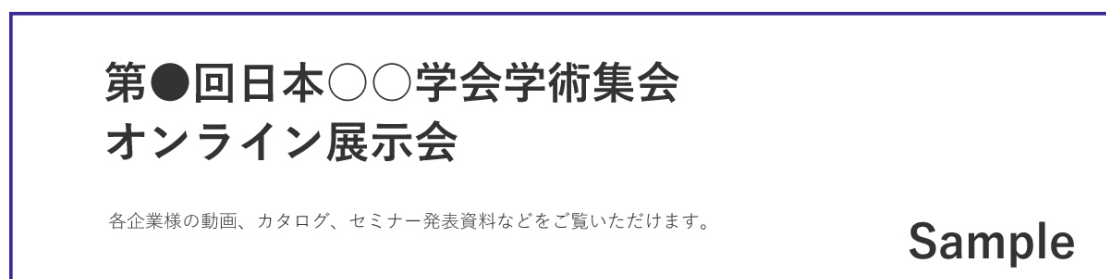 第●回日本○○学会学術集会
オンライン展示会
各企業様の動画、カタログ、セミナー発表資料などをご覧いただけます。
Sample